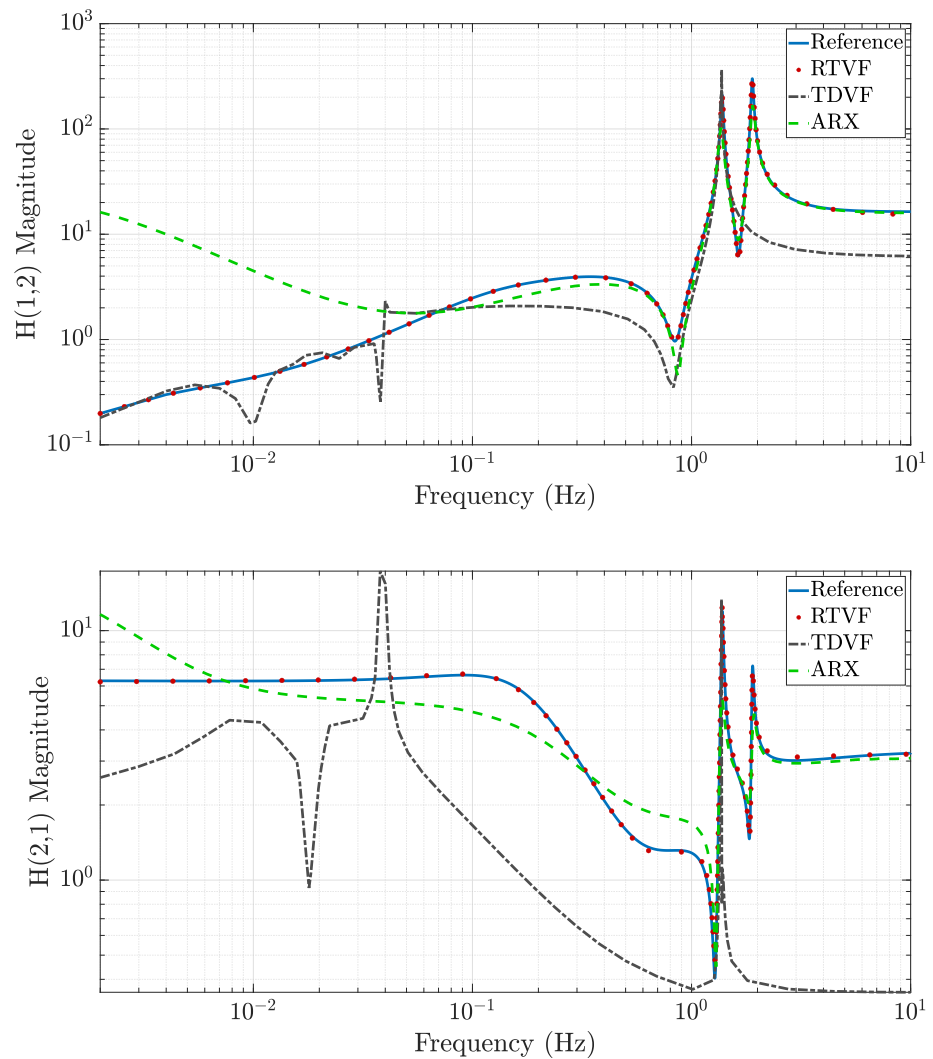 10^3
10^2
10^1
10^0
10^-1
H(1,2) Magnitude
Reference
RTVF
TDVF
ARX
10^-2 10^-1 10^0 10^1
Frequency (Hz)
10^1
10^0
H(2,1) Magnitude
Reference
RTVF
TDVF
ARX
10^-2 10^-1 10^0 10^1
Frequency (Hz)